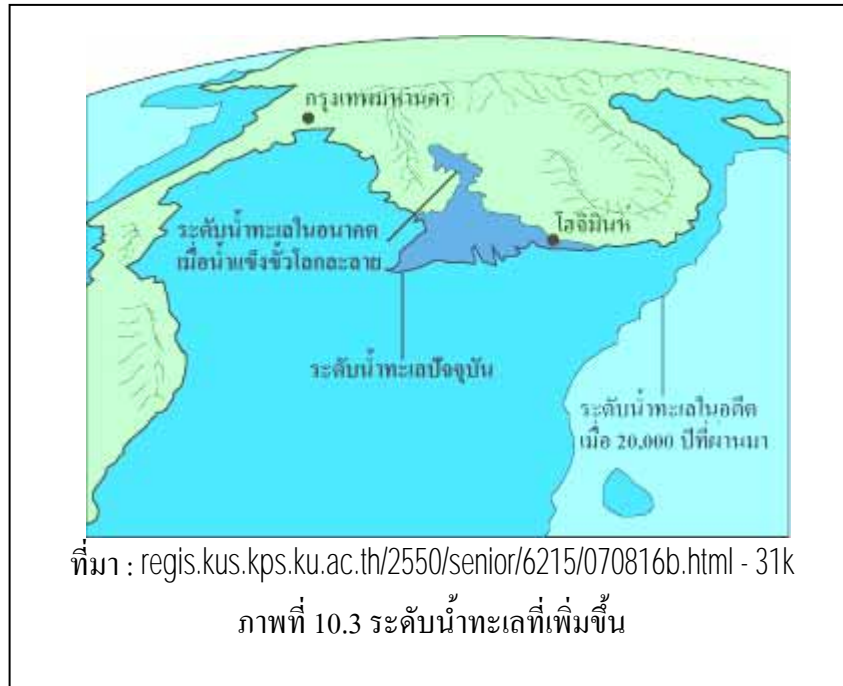 กรุงเทพมหานคร
โฮจิมินห์
ระดับน้ำทะเลในอนาคต
เมื่อน้ำแข็งขั้วโลกละลาย
ระดับน้ำทะเลปัจจุบัน
ระดับน้ำทะเลในอดีต
เมื่อ 20,000 ปีที่ผ่านมา
ที่มา : regis.kus.kps.ku.ac.th/2550/senior/6215/070816b.html - 31k
ภาพที่ 10.3 ระดับน้ำทะเลที่เพิ่มขึ้น